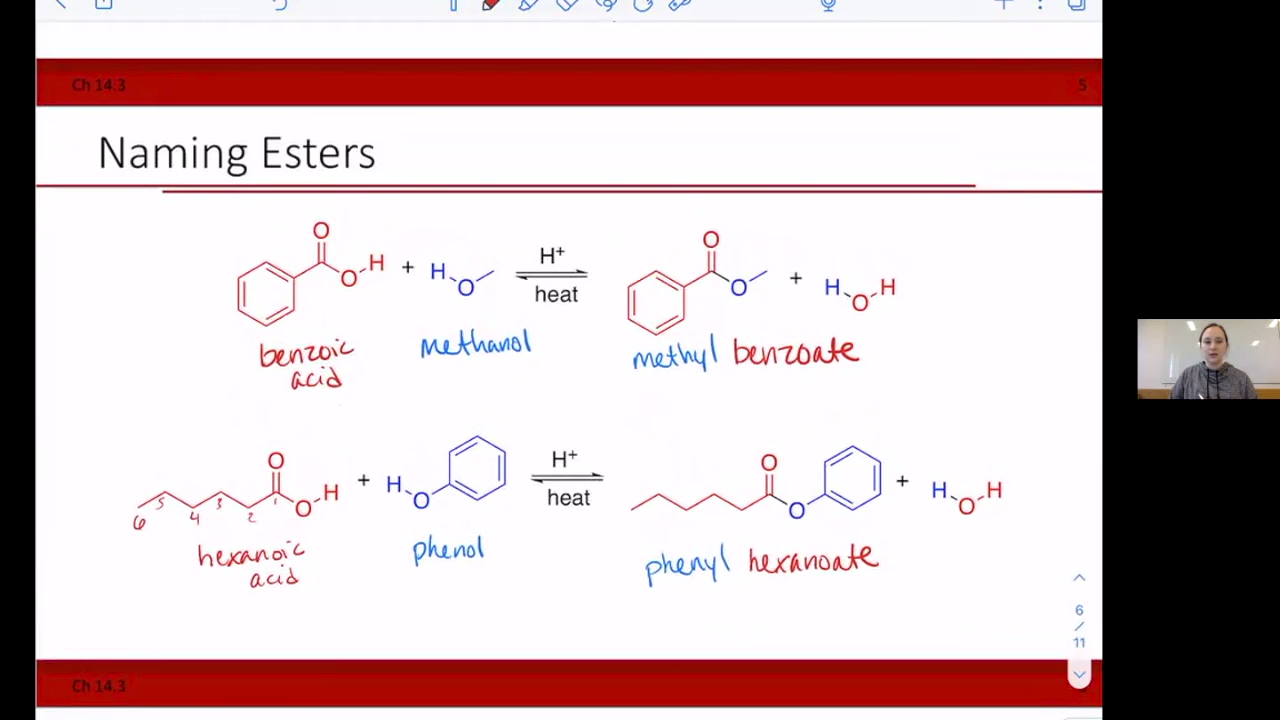 Ch 14.3 5
Naming Esters
O
O H + H O H⁺ heat O O + H O H
benzoic acid methanol methyl benzoate
O
O H + H O H⁺ heat O O + H O H
6 5 4 3 2 1
hexanoic acid phenol phenyl hexanoate
6
/
11
Ch 14.3